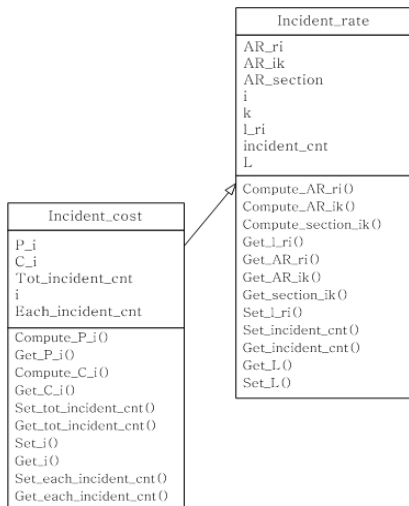 Incident_rate
AR_ri
AR_ik
AR_section
i
k
l_ri
incident_cnt
L
Compute_AR_ri()
Compute_AR_ik()
Compute_section_ik()
Get_l_ri()
Get_AR_ri()
Get_AR_ik()
Get_section_ik()
Set_l_ri()
Set_incident_cnt()
Get_incident_cnt()
Get_L()
Set_L()
Incident_cost
P_i
C_i
Tot_incident_cnt
i
Each_incident_cnt
Compute_P_i()
Get_P_i()
Compute_C_i()
Get_C_i()
Set_tot_incident_cnt()
Get_tot_incident_cnt()
Set_i()
Get_i()
Set_each_incident_cnt()
Get_each_incident_cnt()